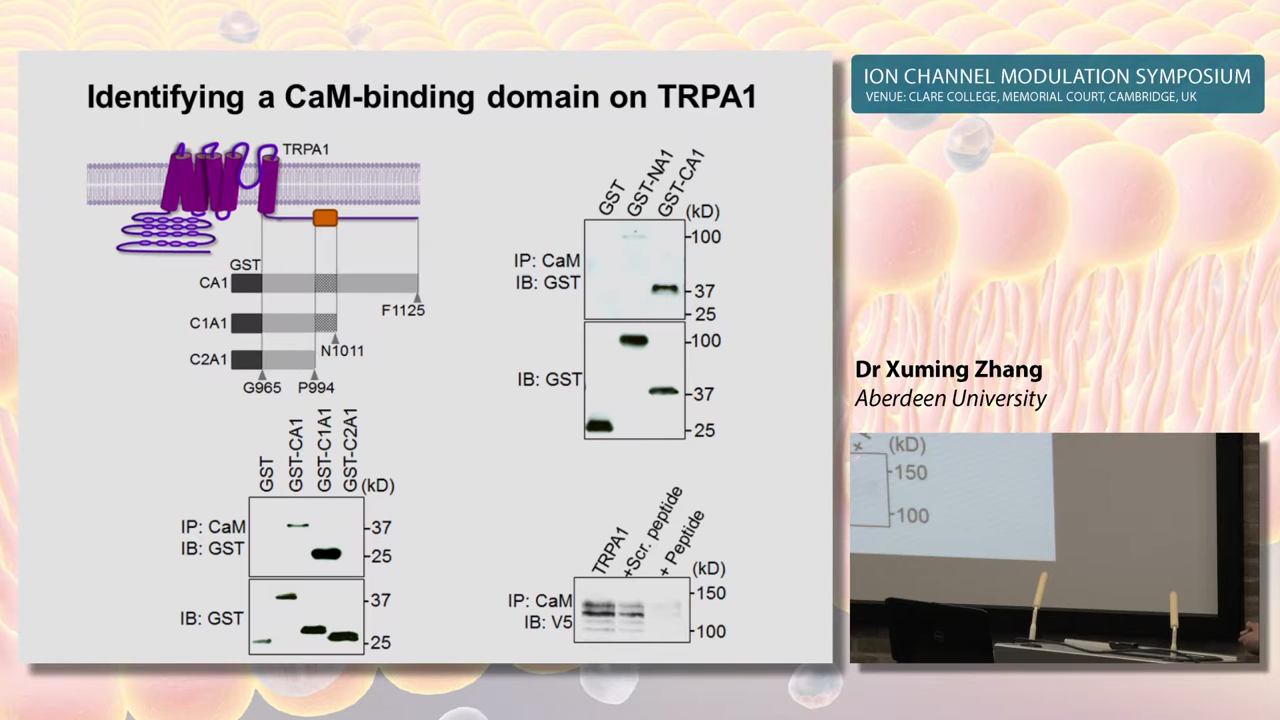 Identifying a CaM-binding domain on TRPA1
TRPA1
GST
CA1
F1125
C1A1
N1011
C2A1
G965
P994
GST
GST-NA1
GST-CA1
(kD)
IP: CaM
IB: GST
100
37
25
IB: GST
100
37
25
GST
GST-CA1
GST-C1A1
GST-C2A1
(kD)
IP: CaM
IB: GST
37
25
IB: GST
37
25
TRPA1
+Scr. peptide
+ Peptide
(kD)
IP: CaM
IB: V5
150
100
ION CHANNEL MODULATION SYMPOSIUM
VENUE: CLARE COLLEGE, MEMORIAL COURT, CAMBRIDGE, UK
Dr Xuming Zhang
Aberdeen University
(kD)
150
100